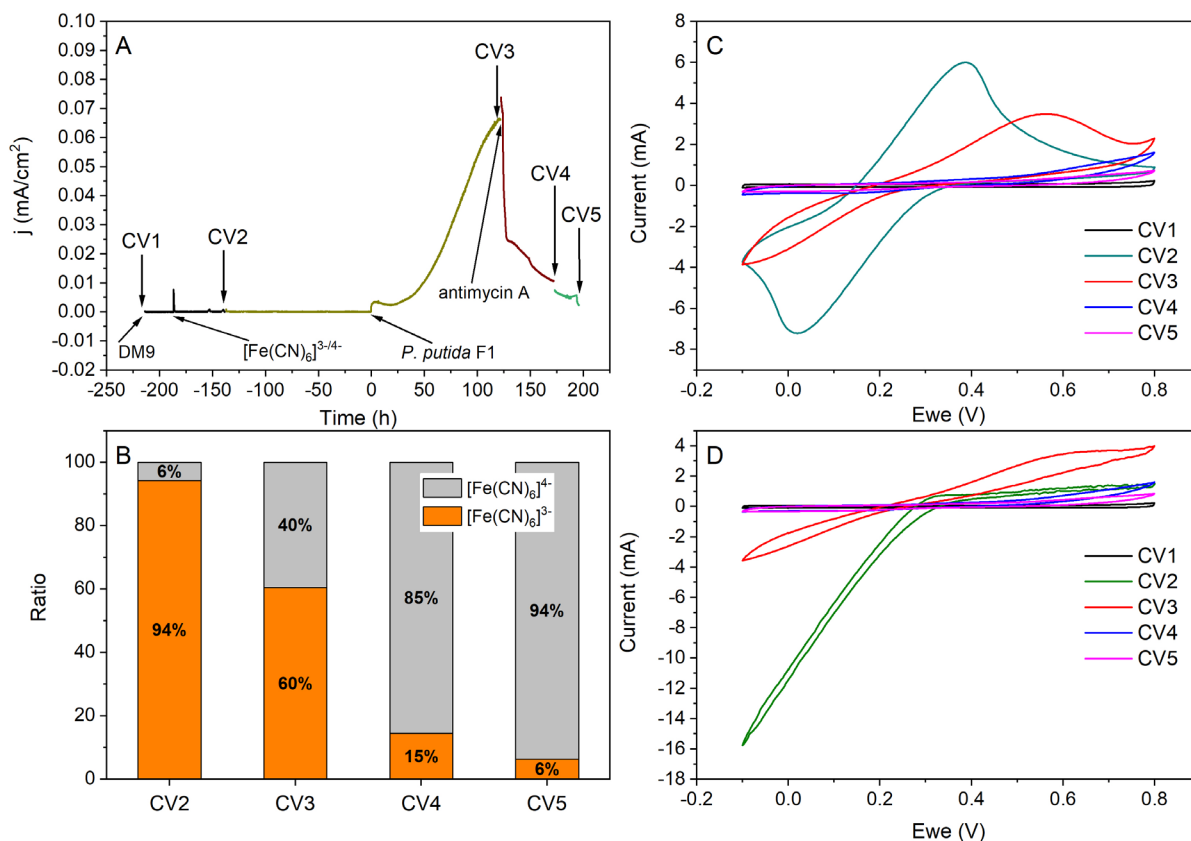 A
j (mA/cm²)
0.10
0.09
0.08
0.07
0.06
0.05
0.04
0.03
0.02
0.01
0.00
-0.01
-0.02
CV1
CV2
CV3
CV4
CV5
antimycin A
DM9
[Fe(CN)₆]³⁻/⁴⁻
P. putida F1
-250 -200 -150 -100 -50 0 50 100 150 200
Time (h)
C
Current (mA)
8
6
4
2
0
-2
-4
-6
-8
CV1
CV2
CV3
CV4
CV5
-0.2 0.0 0.2 0.4 0.6 0.8
Ewe (V)
B
Ratio
100
80
60
40
20
0
6%
94%
40%
60%
85%
15%
94%
6%
[Fe(CN)₆]⁴⁻
[Fe(CN)₆]³⁻
CV2 CV3 CV4 CV5
D
Current (mA)
4
2
0
-2
-4
-6
-8
-10
-12
-14
-16
-18
CV1
CV2
CV3
CV4
CV5
-0.2 0.0 0.2 0.4 0.6 0.8
Ewe (V)